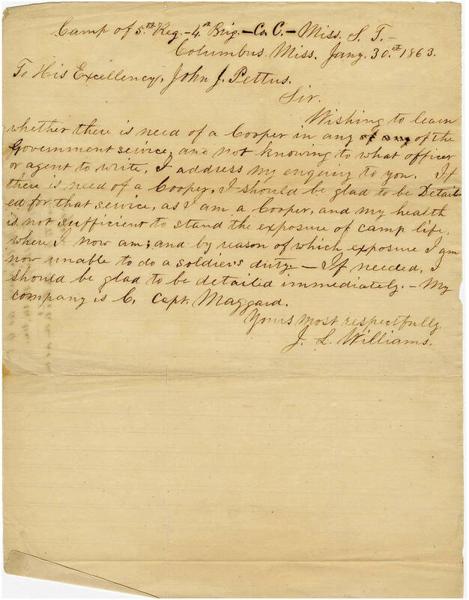 Camp of 5th Reg.- 4th Brig.- Co. C.- Miss. S. T.-
Columbus Miss. Jany. 30th 1863.
To His Excellency, John J. Pettus.
Sir.
Wishing to learn
whether there is need of a Cooper in any of the
Government service, and not knowing to what officer
or agent to write, I address my enquiry to you. If
there is need of a Cooper, I should be glad to be Detail-
ed for that service, as I am a Cooper, and my health
is not sufficient to stand the exposure of camp life,
where I now am; and by reason of which exposure I am
now unable to do a soldier's duty. — If needed, I
should be glad to be detailed immediately. - My
company is C. Capt. Maggard.
Yours most respectfully.
J. L. Williams.